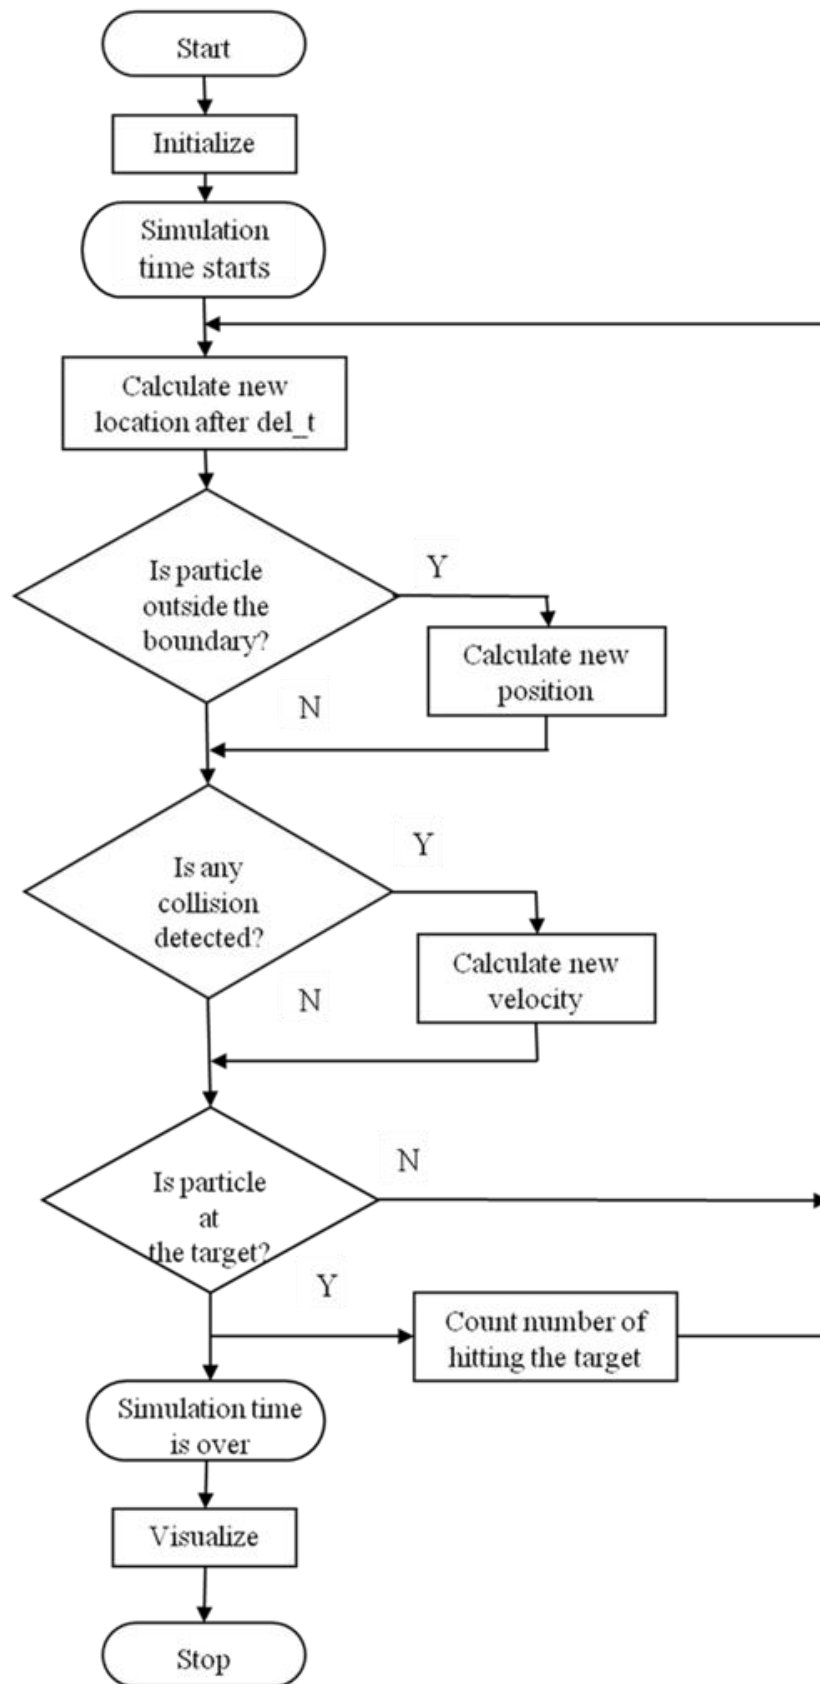 Start
Initialize
Simulation
time starts
Calculate new
location after del_t
Is particle
outside the
boundary?
Y
Calculate new
position
N
Is any
collision
detected?
Y
Calculate new
velocity
N
Is particle
at
the target?
N
Y
Count number of
hitting the target
Simulation time
is over
Visualize
Stop